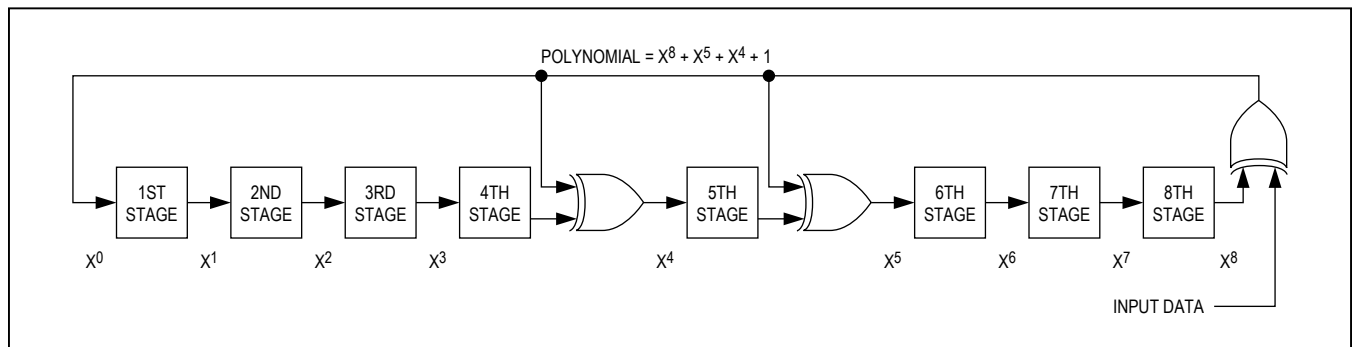 POLYNOMIAL = X⁸ + X⁵ + X⁴ + 1
1ST
STAGE
2ND
STAGE
3RD
STAGE
4TH
STAGE
5TH
STAGE
6TH
STAGE
7TH
STAGE
8TH
STAGE
X⁰
X¹
X²
X³
X⁴
X⁵
X⁶
X⁷
X⁸
INPUT DATA